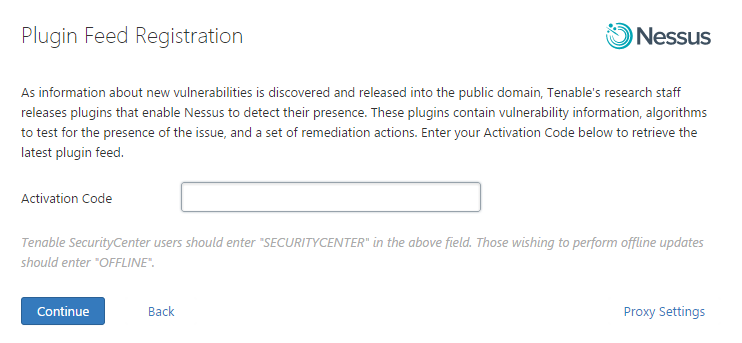 Plugin Feed Registration
Nessus
As information about new vulnerabilities is discovered and released into the public domain, Tenable's research staff
releases plugins that enable Nessus to detect their presence. These plugins contain vulnerability information, algorithms
to test for the presence of the issue, and a set of remediation actions. Enter your Activation Code below to retrieve the
latest plugin feed.
Activation Code
Tenable SecurityCenter users should enter "SECURITYCENTER" in the above field. Those wishing to perform offline updates
should enter "OFFLINE".
Continue Back Proxy Settings